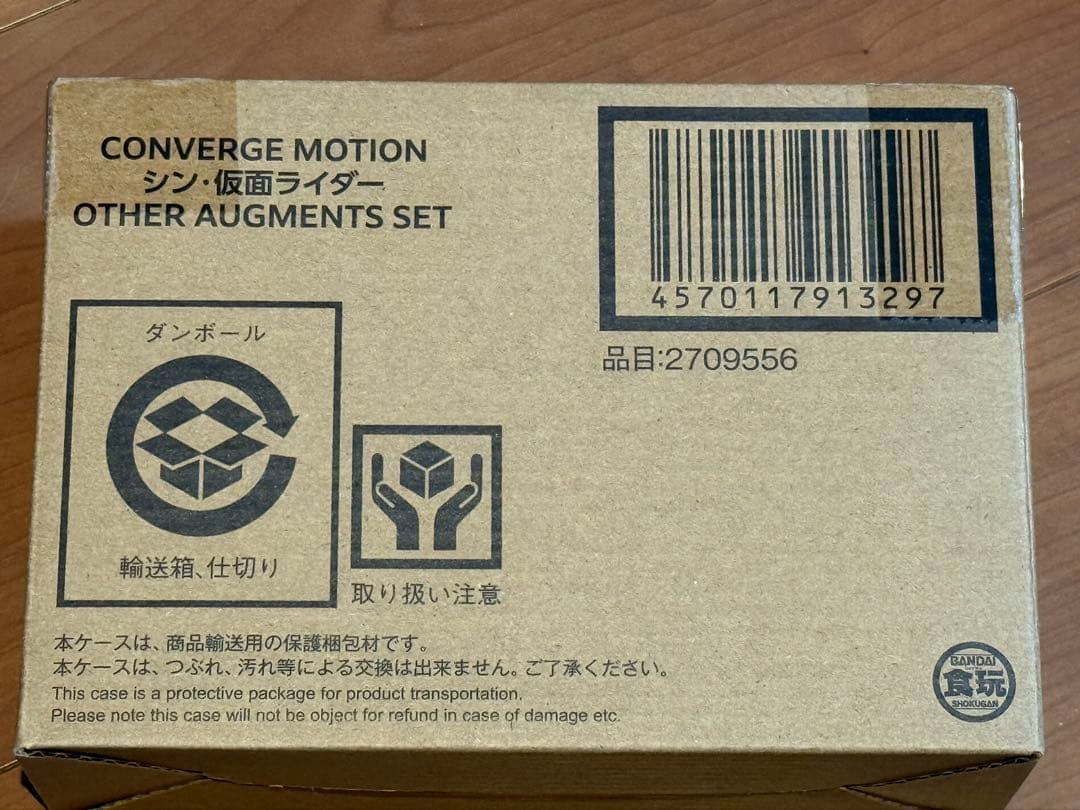 CONVERGE MOTION
シン・仮面ライダー
OTHER AUGMENTS SET
4570117913297
品目:2709556
ダンボール
輸送箱、仕切り
取り扱い注意
本ケースは、商品輸送用の保護梱包材です。
本ケースは、つぶれ、汚れ等による交換は出来ません。ご了承ください。
This case is a protective package for product transportation.
Please note this case will not be object for refund in case of damage etc.
BANDAI
食玩
SHOKUGAN